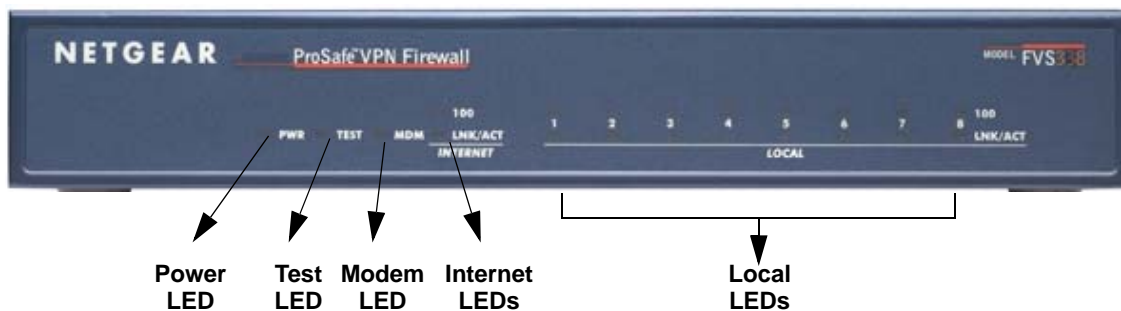 NETGEAR
ProSafe™ VPN Firewall
MODEL FVS338
PWR TEST MDM
100
LNK/ACT
INTERNET
1 2 3 4 5 6 7 8
100
LNK/ACT
LOCAL
Power LED
Test LED
Modem LED
Internet LEDs
Local LEDs